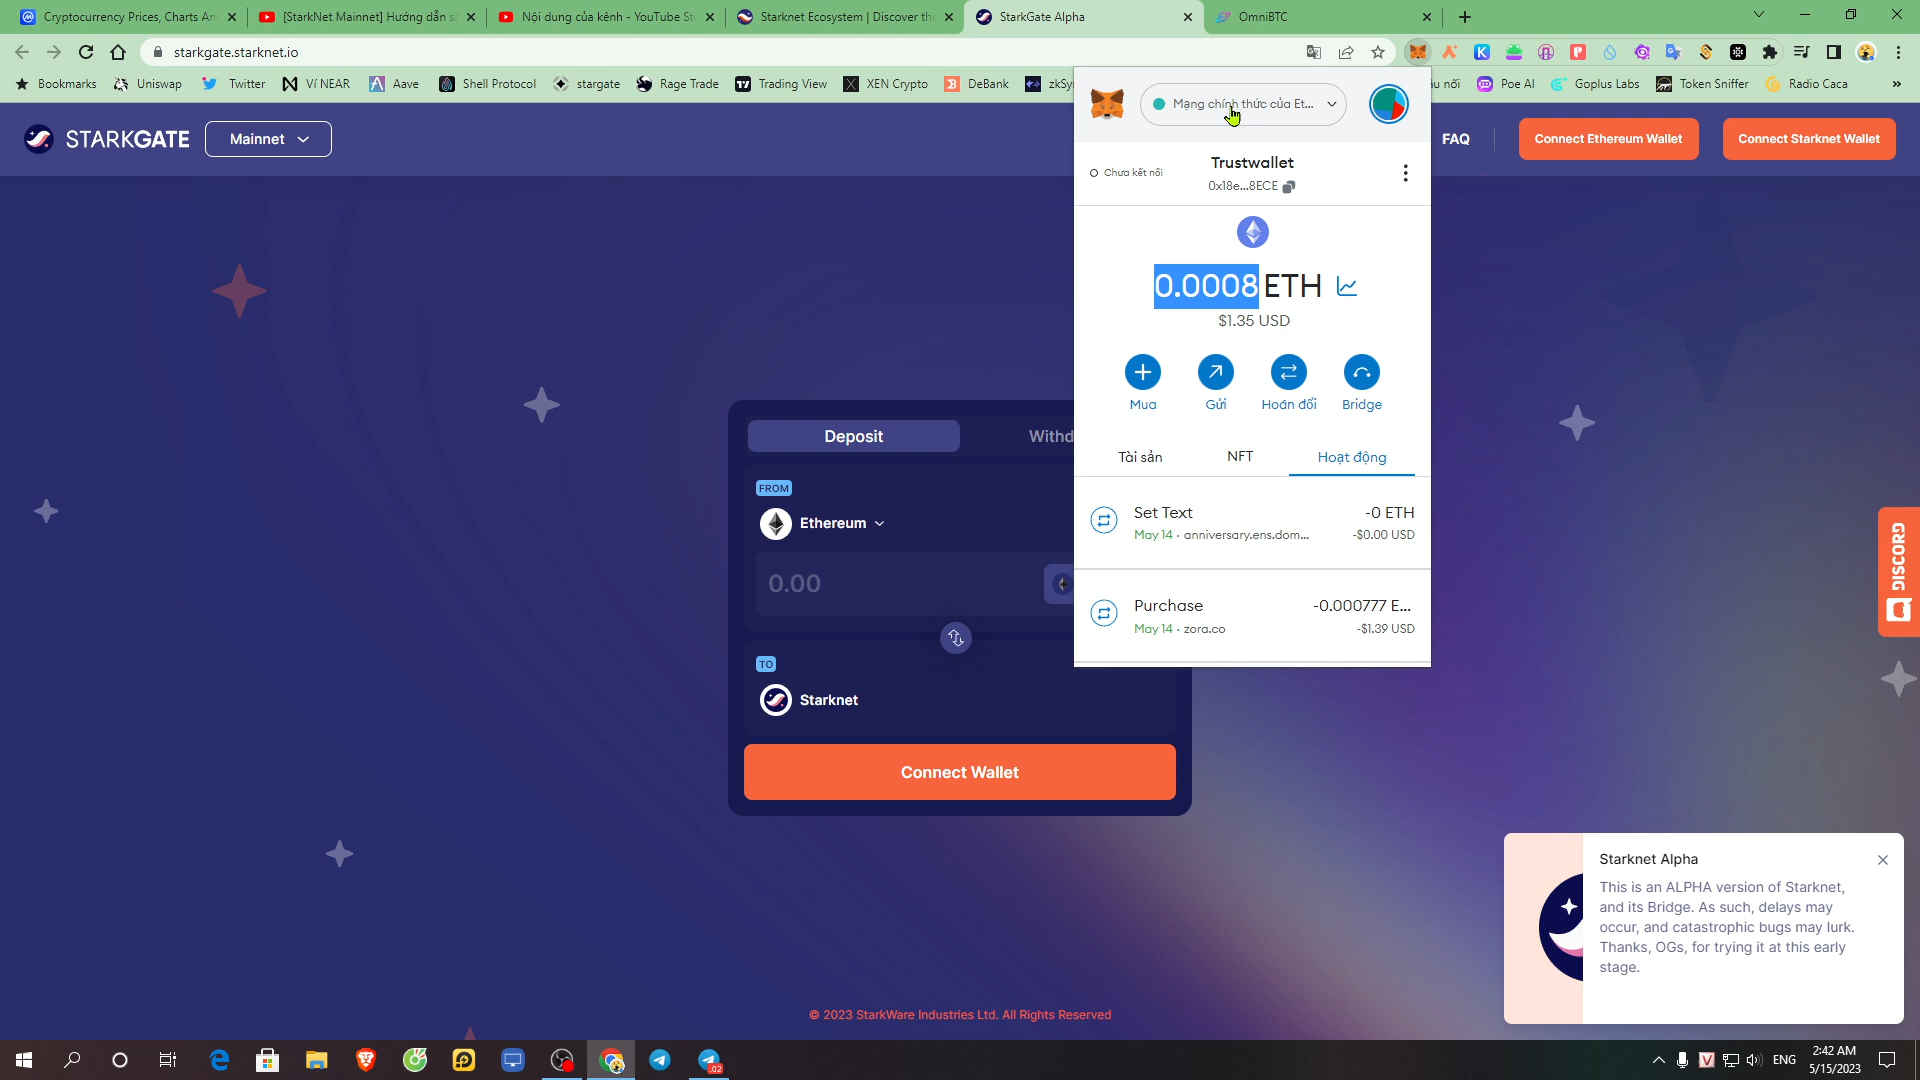 Cryptocurrency Prices, Charts An
[StarkNet Mainnet] Hướng dẫn s
Nội dung của kênh - YouTube St
Starknet Ecosystem | Discover th
StarkGate Alpha
OmniBTC
starkgate.starknet.io
Bookmarks
Uniswap
Twitter
Ví NEAR
Aave
Shell Protocol
stargate
Rage Trade
Trading View
XEN Crypto
DeBank
zkSy
Poe AI
Goplus Labs
Token Sniffer
Radio Caca
STARKGATE
Mainnet
FAQ
Connect Ethereum Wallet
Connect Starknet Wallet
Mạng chính thức của Et...
Chưa kết nối
Trustwallet
0x18e...8ECE
0.0008 ETH
$1.35 USD
Mua
Gửi
Hoán đổi
Bridge
Tài sản
NFT
Hoạt động
Set Text
-0 ETH
May 14 · anniversary.ens.dom...
-$0.00 USD
Purchase
-0.000777 E...
May 14 · zora.co
-$1.39 USD
Deposit
Withd
FROM
Ethereum
0.00
TO
Starknet
Connect Wallet
DISCORD
Starknet Alpha
This is an ALPHA version of Starknet,
and its Bridge. As such, delays may
occur, and catastrophic bugs may lurk.
Thanks, OGs, for trying it at this early
stage.
© 2023 StarkWare Industries Ltd. All Rights Reserved
ENG
2:42 AM
5/15/2023